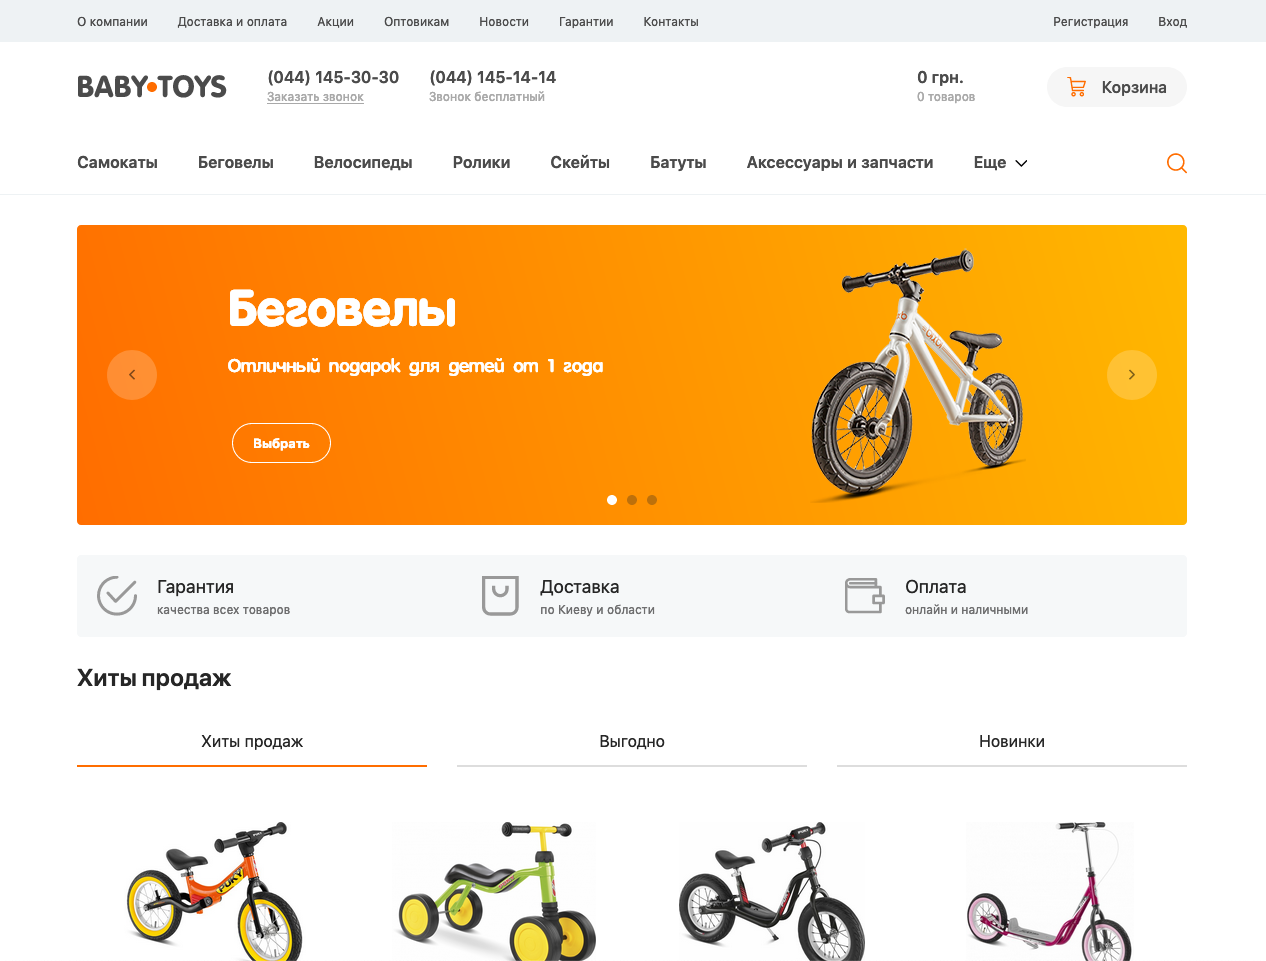 О компании Доставка и оплата Акции Оптовикам Новости Гарантии Контакты Регистрация Вход
BABY•TOYS
(044) 145-30-30
Заказать звонок
(044) 145-14-14
Звонок бесплатный
0 грн.
0 товаров
Корзина
Самокаты Беговелы Велосипеды Ролики Скейты Батуты Аксессуары и запчасти Еще
Беговелы
Отличный подарок для детей от 1 года
Выбрать
Гарантия
качества всех товаров
Доставка
по Киеву и области
Оплата
онлайн и наличными
Хиты продаж
Хиты продаж Выгодно Новинки
PUKY